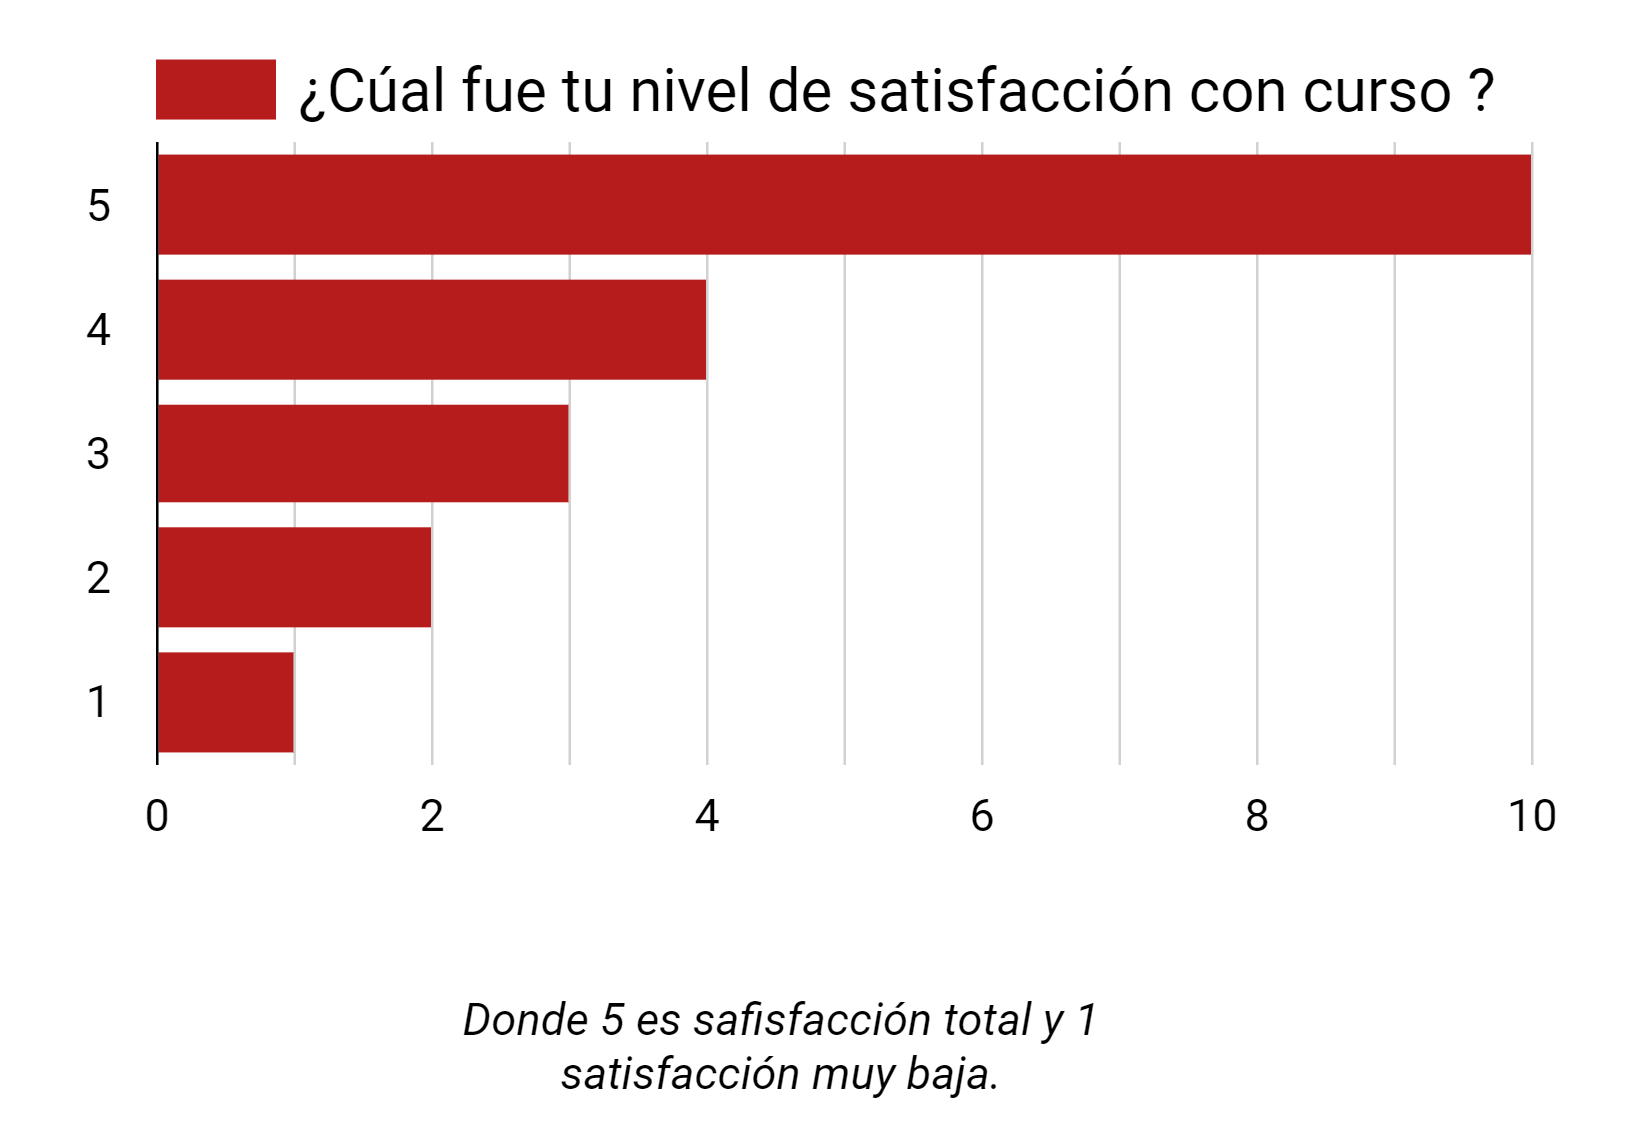 ¿Cúal fue tu nivel de satisfacción con curso ?
5
4
3
2
1
0 2 4 6 8 10
Donde 5 es safisfacción total y 1
satisfacción muy baja.